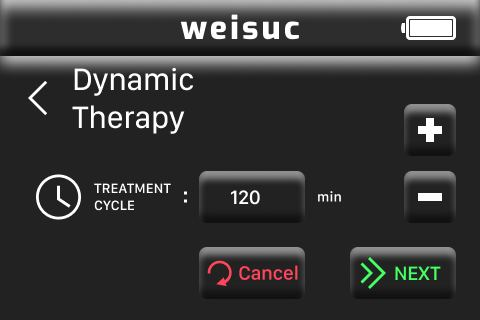 weisuc
Dynamic
Therapy
TREATMENT
CYCLE : 120 min
Cancel NEXT